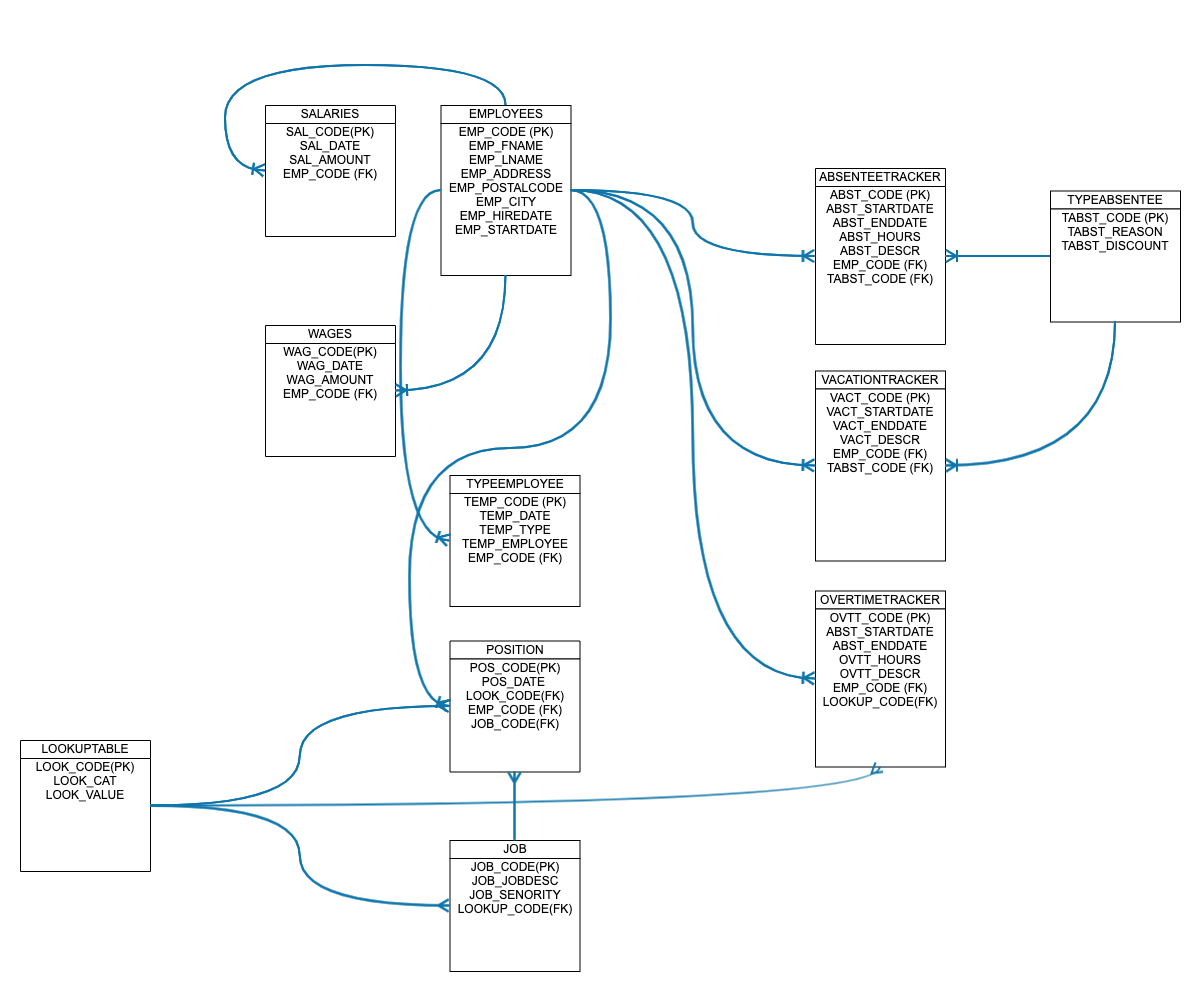 SALARIES
SAL_CODE(PK)
SAL_DATE
SAL_AMOUNT
EMP_CODE (FK)
EMPLOYEES
EMP_CODE (PK)
EMP_FNAME
EMP_LNAME
EMP_ADDRESS
EMP_POSTALCODE
EMP_CITY
EMP_HIREDATE
EMP_STARTDATE
ABSENTEETRACKER
ABST_CODE (PK)
ABST_STARTDATE
ABST_ENDDATE
ABST_HOURS
ABST_DESCR
EMP_CODE (FK)
TABST_CODE (FK)
TYPEABSENTEE
TABST_CODE (PK)
TABST_REASON
TABST_DISCOUNT
WAGES
WAG_CODE(PK)
WAG_DATE
WAG_AMOUNT
EMP_CODE (FK)
VACATIONTRACKER
VACT_CODE (PK)
VACT_STARTDATE
VACT_ENDDATE
VACT_DESCR
EMP_CODE (FK)
TABST_CODE (FK)
TYPEEMPLOYEE
TEMP_CODE (PK)
TEMP_DATE
TEMP_TYPE
TEMP_EMPLOYEE
EMP_CODE (FK)
OVERTIMETRACKER
OVTT_CODE (PK)
ABST_STARTDATE
ABST_ENDDATE
OVTT_HOURS
OVTT_DESCR
EMP_CODE (FK)
LOOKUP_CODE(FK)
POSITION
POS_CODE(PK)
POS_DATE
LOOK_CODE(FK)
EMP_CODE (FK)
JOB_CODE(FK)
LOOKUPTABLE
LOOK_CODE(PK)
LOOK_CAT
LOOK_VALUE
JOB
JOB_CODE(PK)
JOB_JOBDESC
JOB_SENORITY
LOOKUP_CODE(FK)